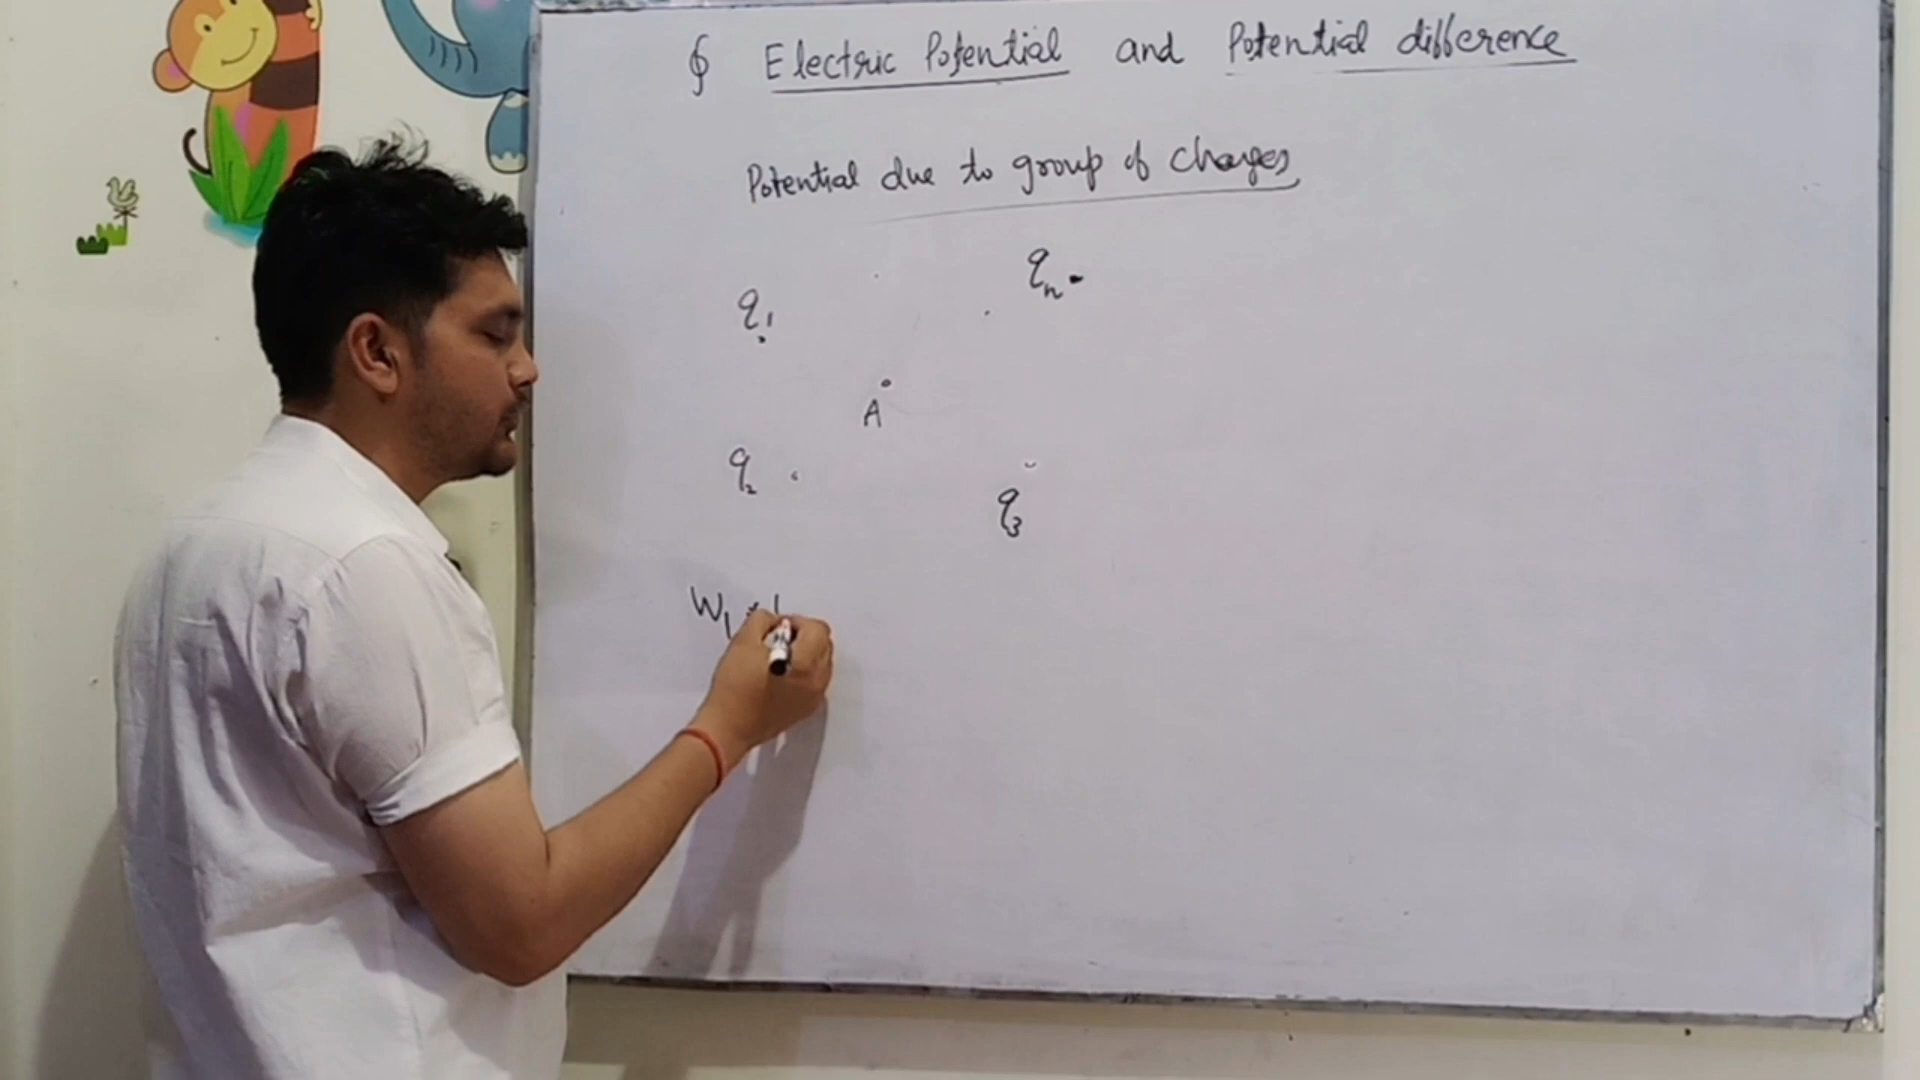 § Electric Potential and Potential difference
Potential due to group of charges
qn
q1
A
q2
q3
W1